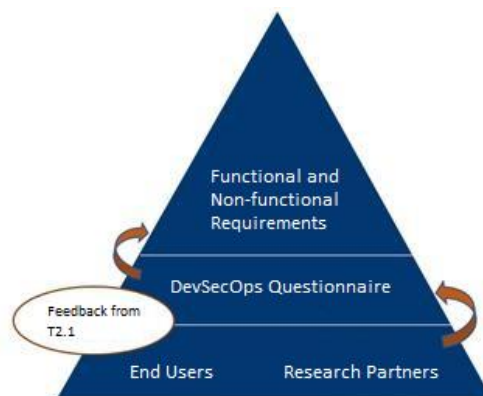 Functional and
Non-functional
Requirements
DevSecOps Questionnaire
Feedback from
T2.1
End Users
Research Partners